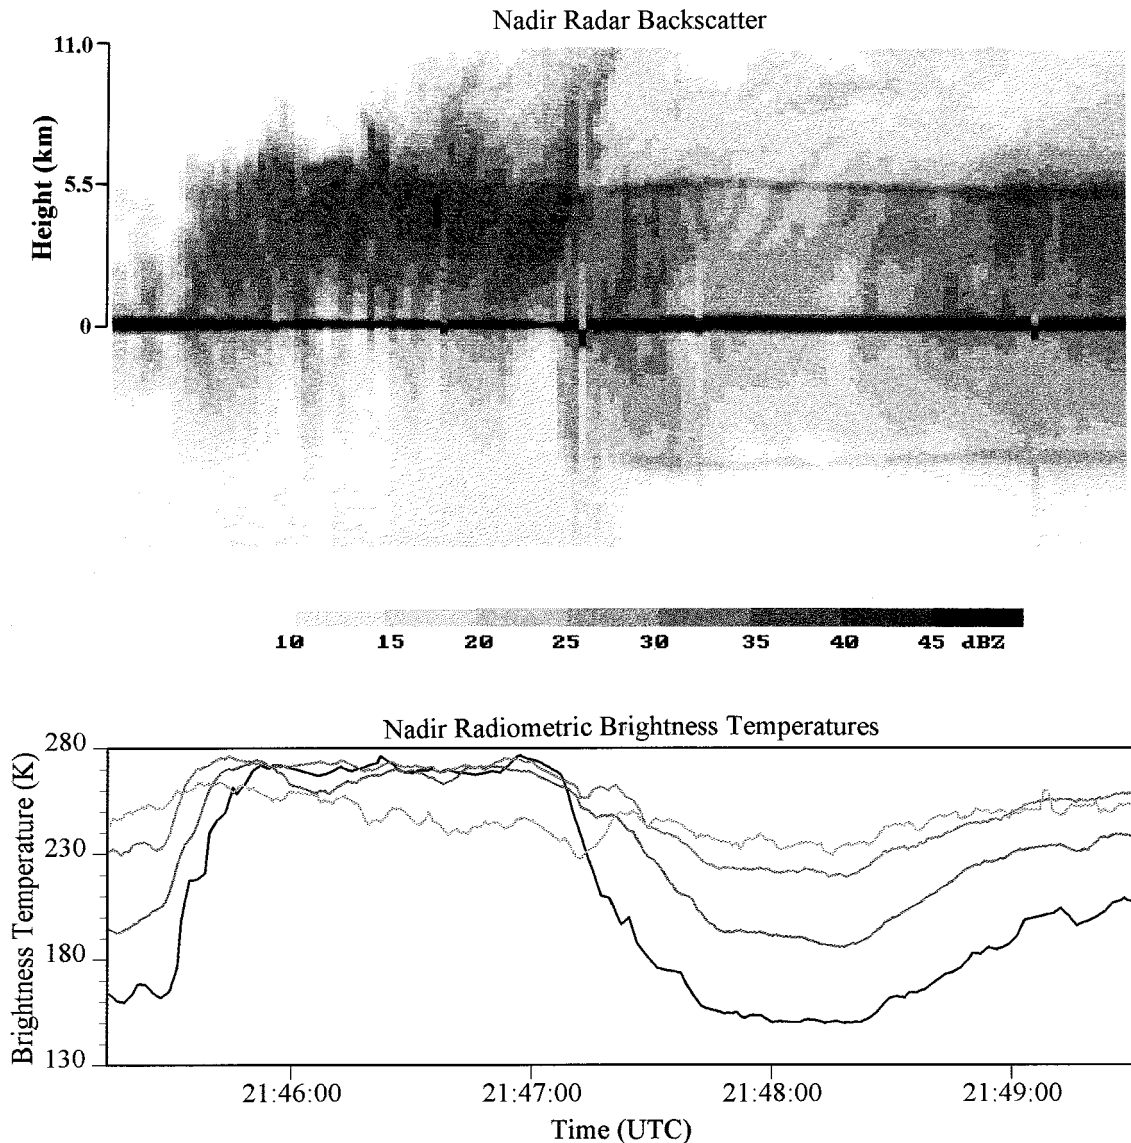 Nadir Radar Backscatter
11.0
Height (km)
5.5
0
10 15 20 25 30 35 40 45 dBZ
Nadir Radiometric Brightness Temperatures
Brightness Temperature (K)
280
230
180
130
21:46:00 21:47:00 21:48:00 21:49:00
Time (UTC)